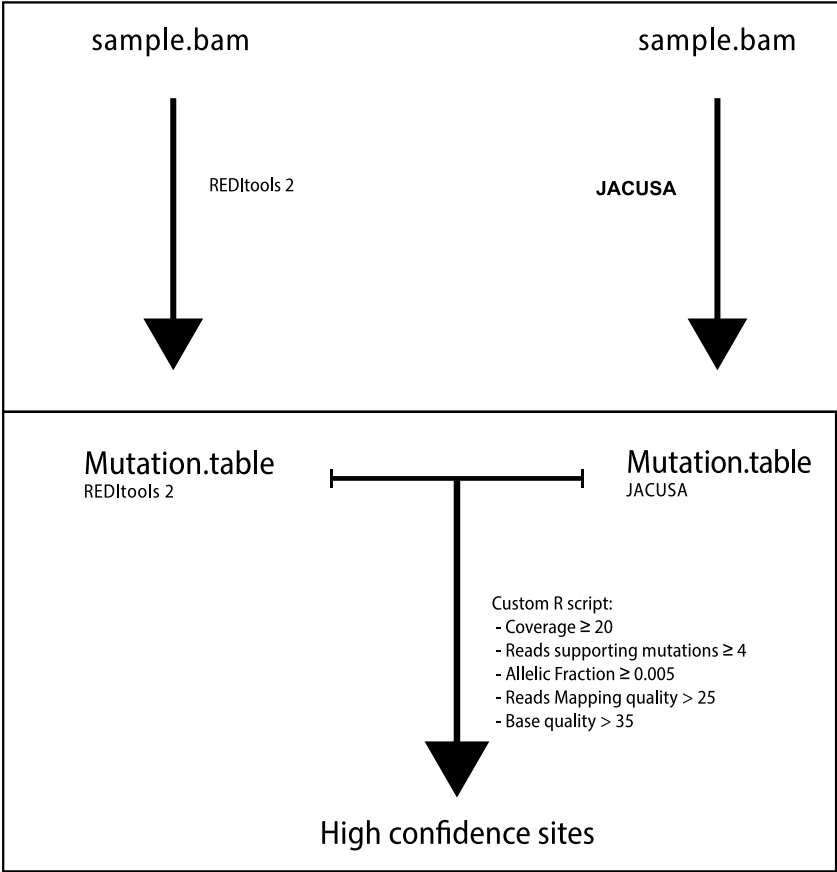 sample.bam
sample.bam
REDItools 2
JACUSA
Mutation.table
REDItools 2
Mutation.table
JACUSA
Custom R script:
- Coverage ≥ 20
- Reads supporting mutations ≥ 4
- Allelic Fraction ≥ 0.005
- Reads Mapping quality > 25
- Base quality > 35
High confidence sites